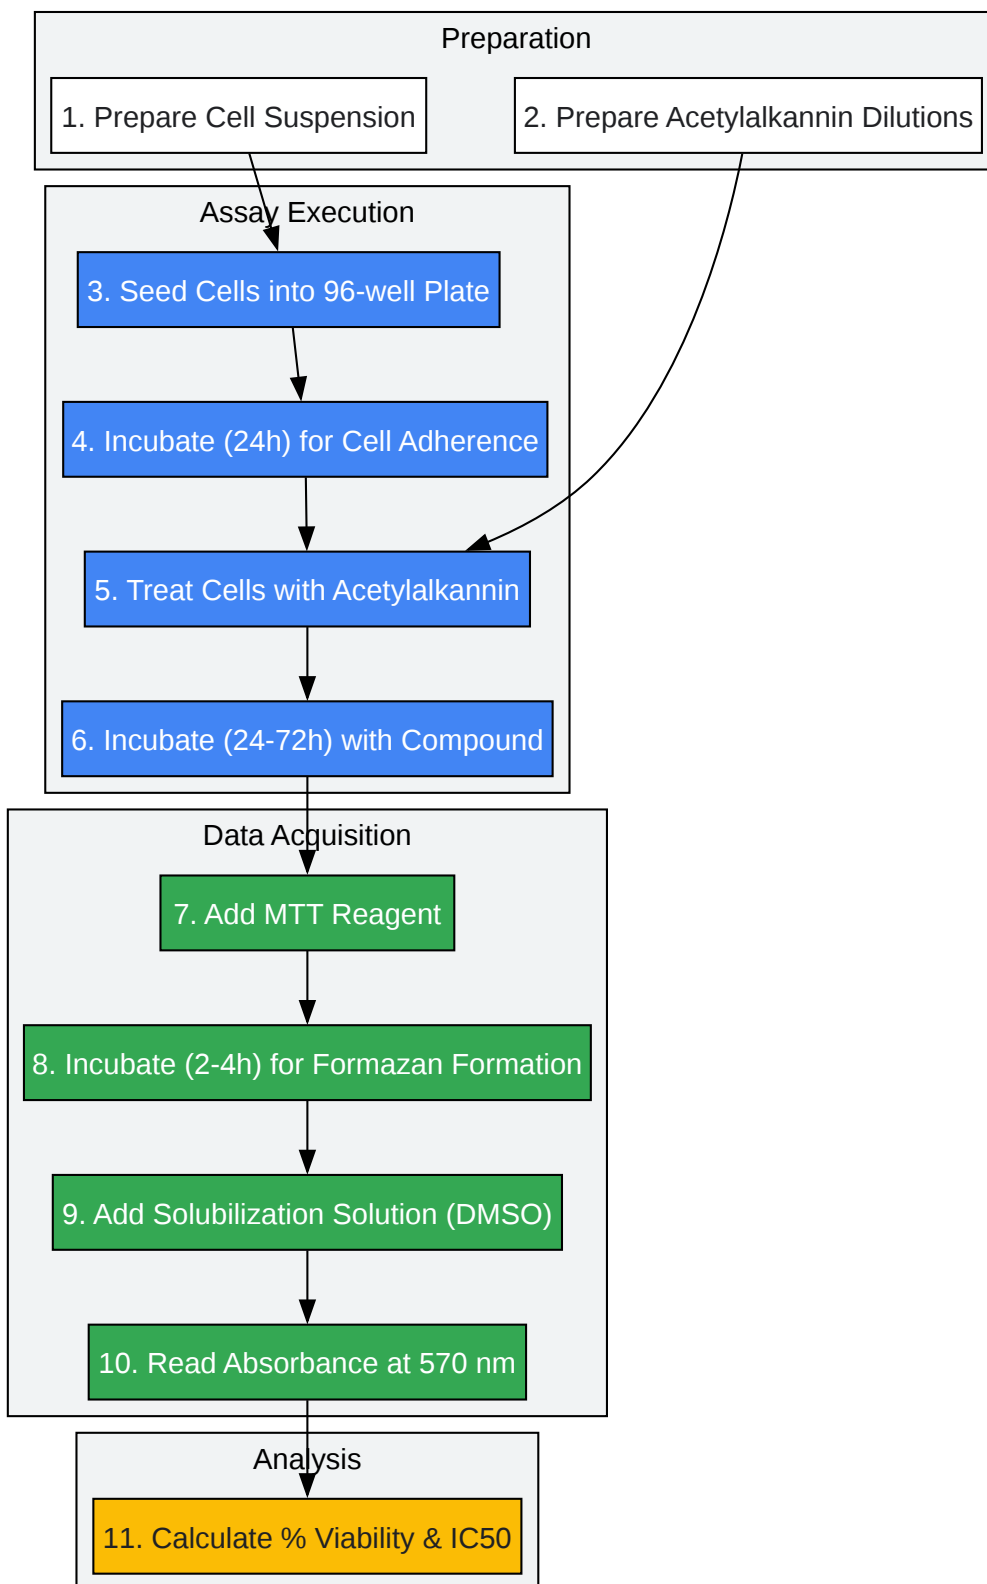 Preparation
1. Prepare Cell Suspension
2. Prepare Acetylalkannin Dilutions
Assay Execution
3. Seed Cells into 96-well Plate
4. Incubate (24h) for Cell Adherence
5. Treat Cells with Acetylalkannin
6. Incubate (24-72h) with Compound
Data Acquisition
7. Add MTT Reagent
8. Incubate (2-4h) for Formazan Formation
9. Add Solubilization Solution (DMSO)
10. Read Absorbance at 570 nm
Analysis
11. Calculate % Viability & IC50